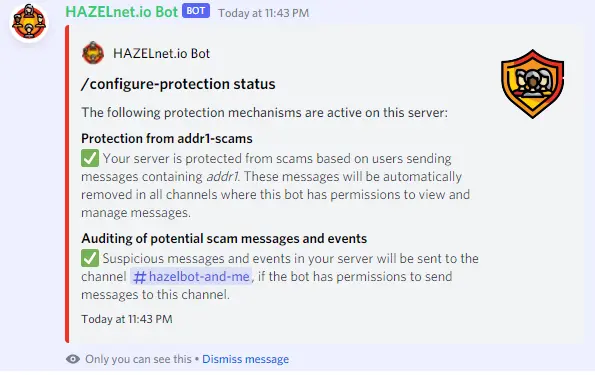 HAZELnet.io Bot BOT Today at 11:43 PM
HAZELnet.io Bot
/configure-protection status
The following protection mechanisms are active on this server:
Protection from addr1-scams
✅ Your server is protected from scams based on users sending
messages containing addr1. These messages will be automatically
removed in all channels where this bot has permissions to view and
manage messages.
Auditing of potential scam messages and events
✅ Suspicious messages and events in your server will be sent to the
channel #hazelbot-and-me, if the bot has permissions to send
messages to this channel.
Today at 11:43 PM
Only you can see this • Dismiss message